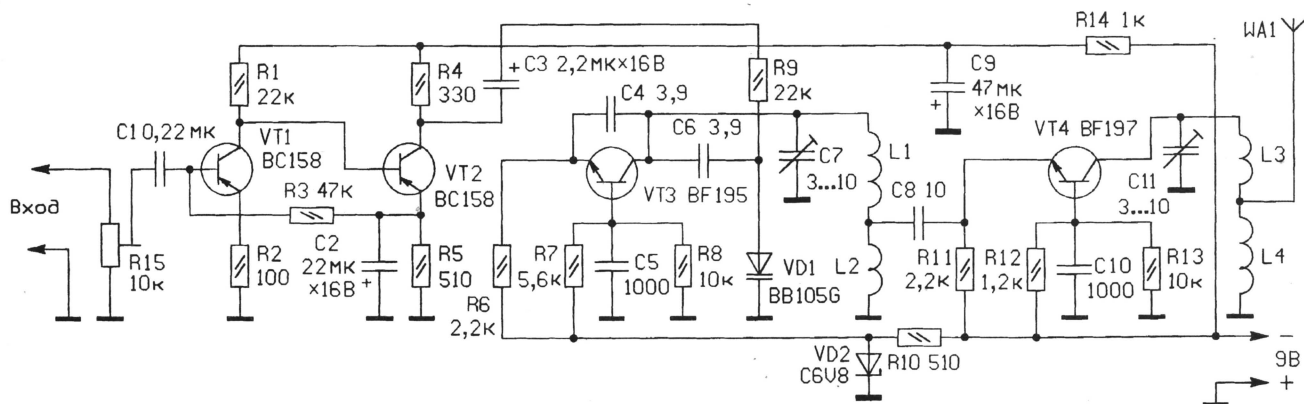 R14 1к
WA1
R1
22к
R4
330
C3 2,2МК×16В
R9
22к
C9
47МК
×16В
C4 3,9
C6 3,9
C1 0,22 МК
VT1
BC158
VT2
BC158
C7
3...10
L1
VT4 BF197
C11
3...10
L3
R3 47к
VT3 BF195
C8 10
Вход
R15
10к
R2
100
C2
22МК
×16В
R5
510
R7
5,6к
R6
2,2к
C5
1000
R8
10к
VD1
BB105G
L2
R11
2,2к
R12
1,2к
C10
1000
R13
10к
L4
VD2
C6V8
R10 510
−
9В
+